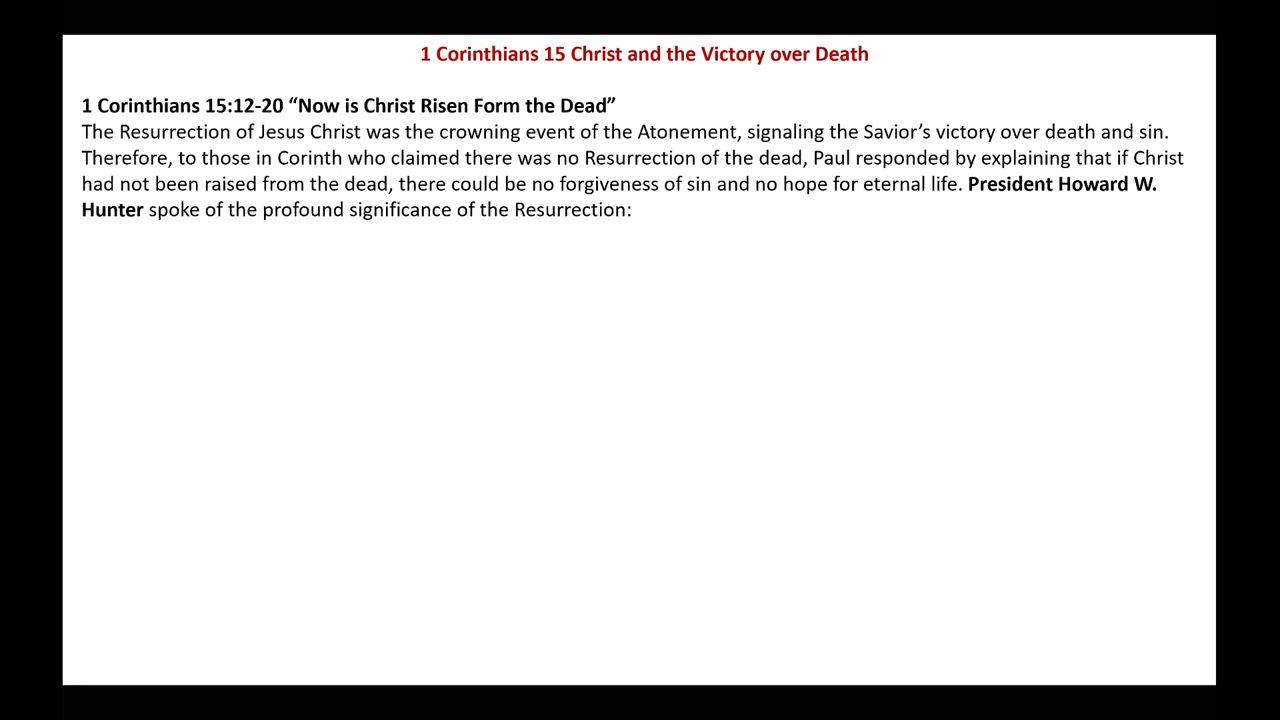 1 Corinthians 15 Christ and the Victory over Death
1 Corinthians 15:12-20 “Now is Christ Risen Form the Dead”
The Resurrection of Jesus Christ was the crowning event of the Atonement, signaling the Savior’s victory over death and sin.
Therefore, to those in Corinth who claimed there was no Resurrection of the dead, Paul responded by explaining that if Christ
had not been raised from the dead, there could be no forgiveness of sin and no hope for eternal life. President Howard W.
Hunter spoke of the profound significance of the Resurrection: